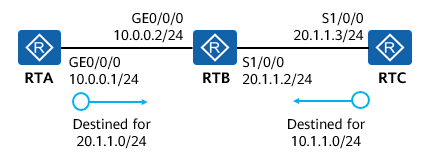 GE0/0/0
10.0.0.2/24
S1/0/0
20.1.1.3/24
R
R
R
RTA
RTB
RTC
GE0/0/0
10.0.0.1/24
S1/0/0
20.1.1.2/24
Destined for
20.1.1.0/24
Destined for
10.1.1.0/24